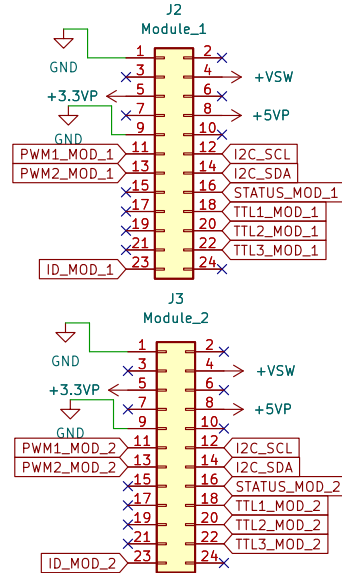 J2
Module_1
1 2
GND
3 4 +VSW
+3.3VP 5 6
7 8 +5VP
GND
9 10
PWM1_MOD_1 11 12 I2C_SCL
PWM2_MOD_1 13 14 I2C_SDA
15 16 STATUS_MOD_1
17 18 TTL1_MOD_1
19 20 TTL2_MOD_1
21 22 TTL3_MOD_1
ID_MOD_1 23 24
J3
Module_2
1 2
GND
3 4 +VSW
+3.3VP 5 6
7 8 +5VP
GND
9 10
PWM1_MOD_2 11 12 I2C_SCL
PWM2_MOD_2 13 14 I2C_SDA
15 16 STATUS_MOD_2
17 18 TTL1_MOD_2
19 20 TTL2_MOD_2
21 22 TTL3_MOD_2
ID_MOD_2 23 24